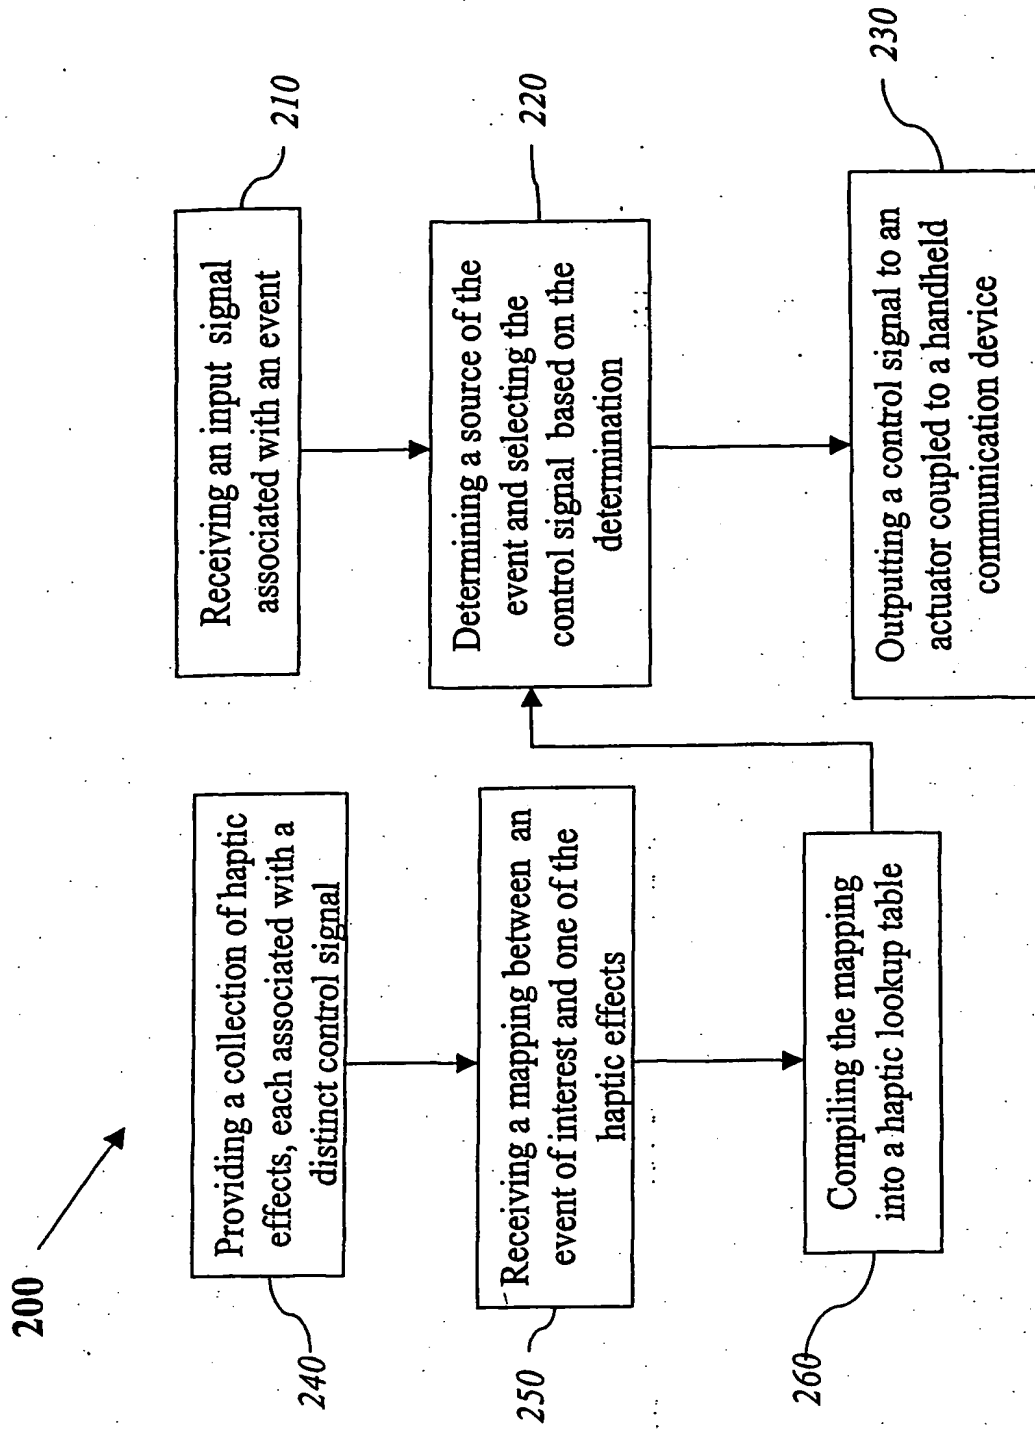 200
240
Providing a collection of haptic
effects, each associated with a
distinct control signal
250
Receiving a mapping between an
event of interest and one of the
haptic effects
260
Compiling the mapping
into a haptic lookup table
210
Receiving an input signal
associated with an event
220
Determining a source of the
event and selecting the
control signal based on the
determination
230
Outputting a control signal to an
actuator coupled to a handheld
communication device